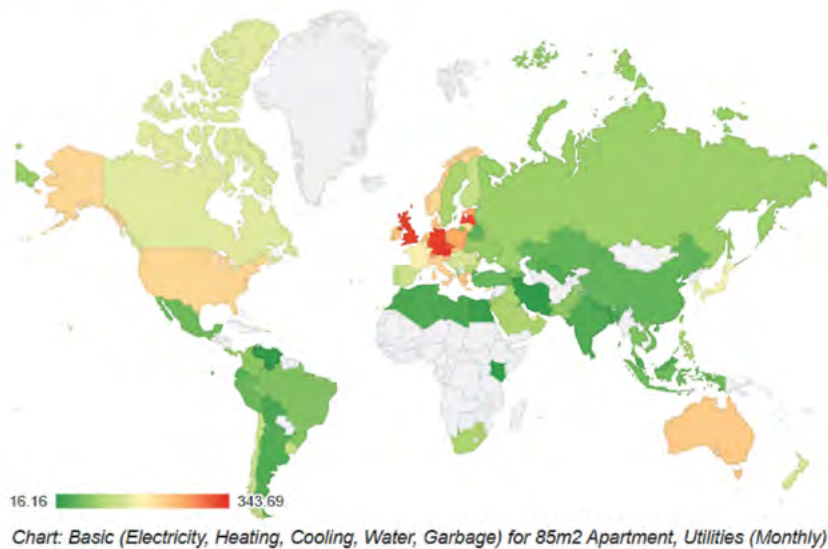 16.16 343.69
Chart: Basic (Electricity, Heating, Cooling, Water, Garbage) for 85m2 Apartment, Utilities (Monthly)